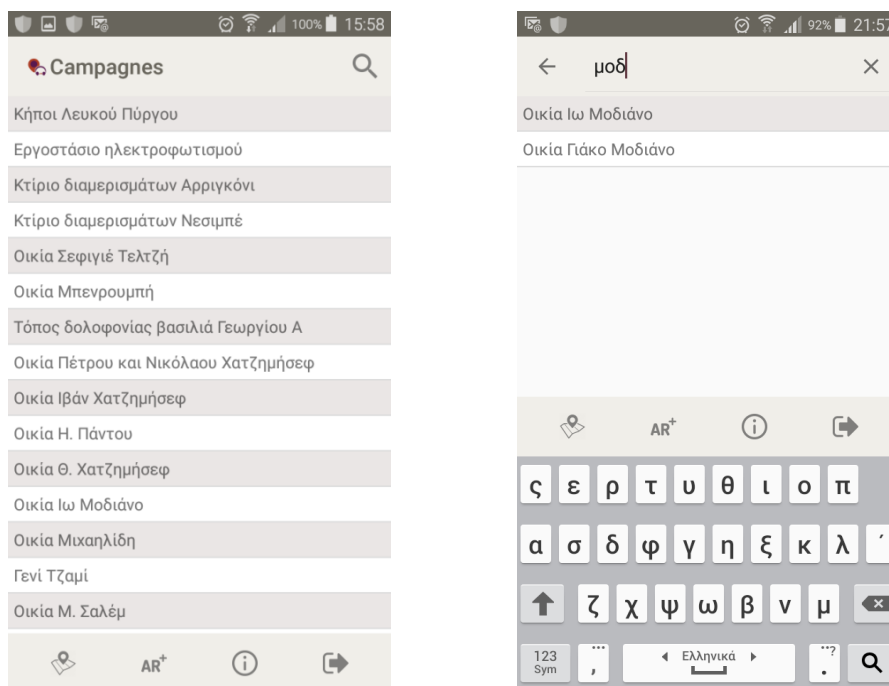 100% 15:58
Campagnes
Κήποι Λευκού Πύργου
Εργοστάσιο ηλεκτροφωτισμού
Κτίριο διαμερισμάτων Αρριγκόνι
Κτίριο διαμερισμάτων Νεσιμπέ
Οικία Σεφιγιέ Τελτζή
Οικία Μπενρουμπή
Τόπος δολοφονίας βασιλιά Γεωργίου Α
Οικία Πέτρου και Νικόλαου Χατζημήσεφ
Οικία Ιβάν Χατζημήσεφ
Οικία Η. Πάντου
Οικία Θ. Χατζημήσεφ
Οικία Ιω Μοδιάνο
Οικία Μιχαηλίδη
Γενί Τζαμί
Οικία Μ. Σαλέμ
AR+
92% 21:57
μοδ
Οικία Ιω Μοδιάνο
Οικία Γιάκο Μοδιάνο
AR+
ς ε ρ τ υ θ ι ο π
α σ δ φ γ η ξ κ λ ΄
ζ χ ψ ω β ν μ
123 Sym , Ελληνικά . ...?